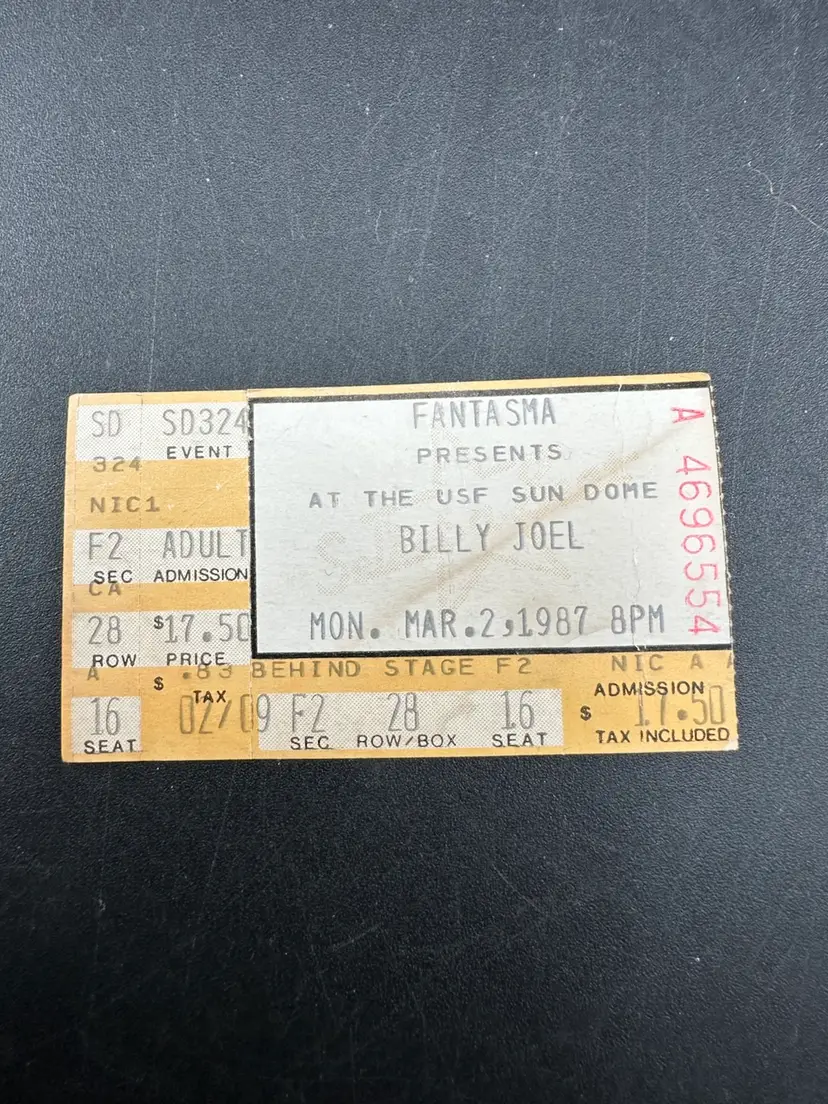 SD SD324
324 EVENT
NIC1
F2 ADULT
SEC ADMISSION
CA
28 $17.50
ROW PRICE
A $ .83
TAX
16 02/09
SEAT
FANTASMA
PRESENTS
AT THE USF SUN DOME
BILLY JOEL
MON. MAR.2,1987 8PM
BEHIND STAGE F2 NIC A A
ADMISSION
F2 28 16 $ 17.50
SEC ROW/BOX SEAT TAX INCLUDED
A 4696554